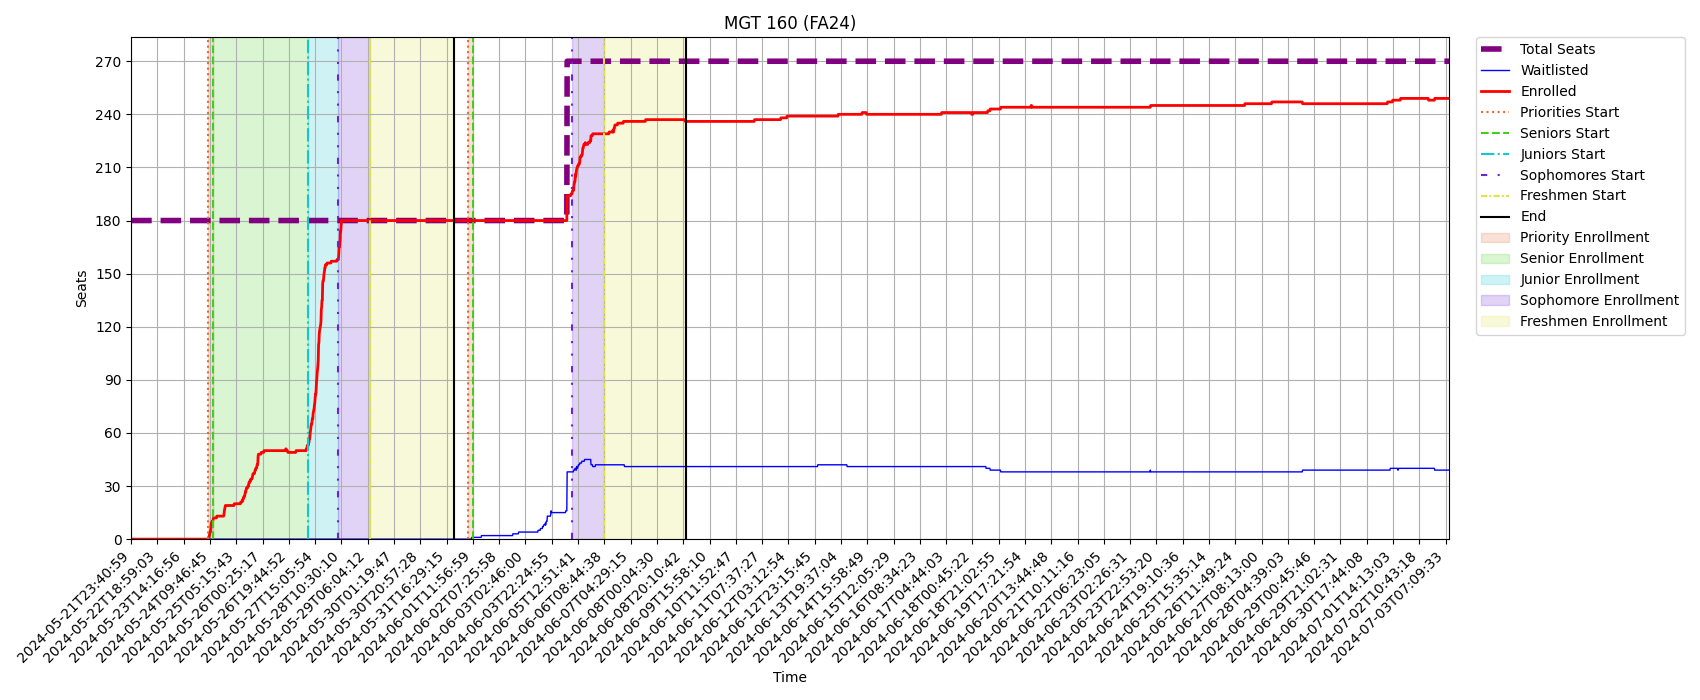 MGT 160 (FA24)
Total Seats
Waitlisted
Enrolled
Priorities Start
Seniors Start
Juniors Start
Sophomores Start
Freshmen Start
End
Priority Enrollment
Senior Enrollment
Junior Enrollment
Sophomore Enrollment
Freshmen Enrollment
Seats
270
240
210
180
150
120
90
60
30
0
2024-05-21T23:40:59
2024-05-22T18:59:03
2024-05-23T14:16:56
2024-05-24T09:46:45
2024-05-25T05:15:43
2024-05-26T00:25:17
2024-05-26T19:44:52
2024-05-27T15:05:54
2024-05-28T10:30:10
2024-05-29T06:04:12
2024-05-30T01:19:47
2024-05-30T20:57:28
2024-05-31T16:29:15
2024-06-01T11:56:59
2024-06-02T07:25:58
2024-06-03T02:46:00
2024-06-03T22:24:55
2024-06-05T12:51:41
2024-06-06T08:44:38
2024-06-07T04:29:15
2024-06-08T00:04:30
2024-06-08T20:10:42
2024-06-09T15:58:10
2024-06-10T11:52:47
2024-06-11T07:37:27
2024-06-12T03:12:54
2024-06-12T23:15:45
2024-06-13T19:37:04
2024-06-14T15:58:49
2024-06-15T12:05:29
2024-06-16T08:34:23
2024-06-17T04:44:03
2024-06-18T00:45:22
2024-06-18T21:02:55
2024-06-19T17:21:54
2024-06-20T13:44:48
2024-06-21T10:11:16
2024-06-22T06:23:05
2024-06-23T02:26:31
2024-06-23T22:53:20
2024-06-24T19:10:36
2024-06-25T15:35:14
2024-06-26T11:49:24
2024-06-27T08:13:00
2024-06-28T04:39:03
2024-06-29T00:45:46
2024-06-29T21:02:31
2024-06-30T17:44:08
2024-07-01T14:13:03
2024-07-02T10:43:18
2024-07-03T07:09:33
Time